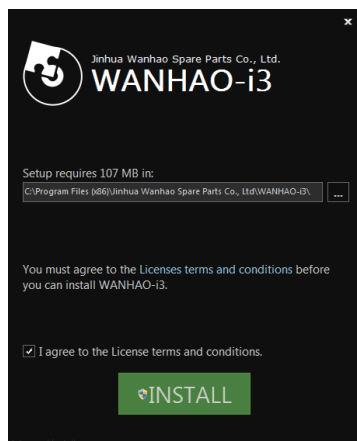 ×
Jinhua Wanhao Spare Parts Co., Ltd.
WANHAO-i3
Setup requires 107 MB in:
C:\Program Files (x86)\Jinhua Wanhao Spare Parts Co., Ltd\WANHAO-i3\
...
You must agree to the Licenses terms and conditions before
you can install WANHAO-i3.
I agree to the License terms and conditions.
INSTALL